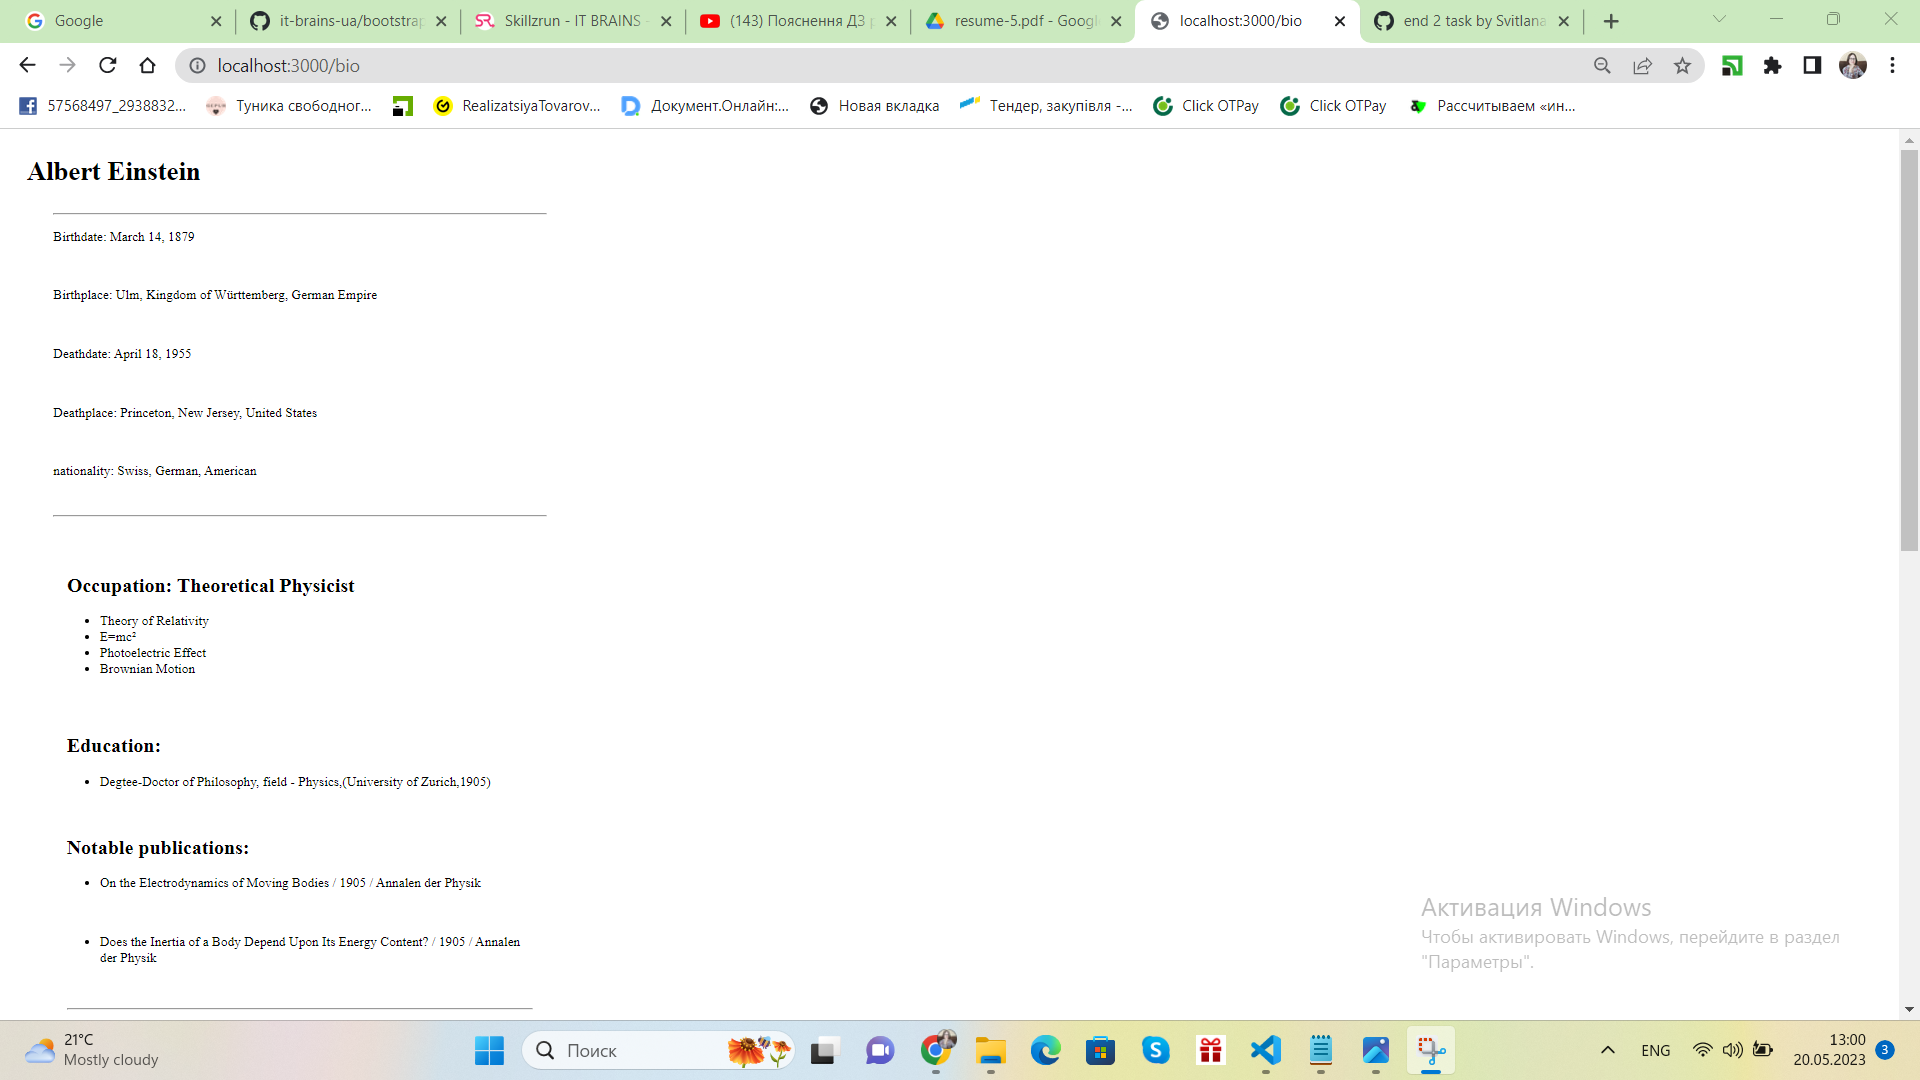 Google
it-brains-ua/bootstrap
Skillzrun - IT BRAINS -
(143) Пояснення ДЗ р
resume-5.pdf - Googl
localhost:3000/bio
end 2 task by Svitlana
localhost:3000/bio
57568497_2938832...
Туника свободног...
RealizatsiyaTovarov...
Документ.Онлайн:...
Новая вкладка
Тендер, закупівля -...
Click OTPay
Click OTPay
Рассчитываем «ин...
Albert Einstein
Birthdate: March 14, 1879
Birthplace: Ulm, Kingdom of Württemberg, German Empire
Deathdate: April 18, 1955
Deathplace: Princeton, New Jersey, United States
nationality: Swiss, German, American
Occupation: Theoretical Physicist
Theory of Relativity
E=mc²
Photoelectric Effect
Brownian Motion
Education:
Degtee-Doctor of Philosophy, field - Physics,(University of Zurich,1905)
Notable publications:
On the Electrodynamics of Moving Bodies / 1905 / Annalen der Physik
Does the Inertia of a Body Depend Upon Its Energy Content? / 1905 / Annalen
der Physik
Активация Windows
Чтобы активировать Windows, перейдите в раздел
"Параметры".
21°C
Mostly cloudy
Поиск
ENG
13:00
20.05.2023
3